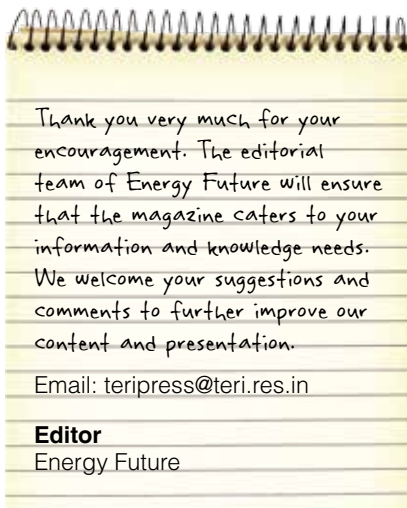 Thank you very much for your
encouragement. The editorial
team of Energy Future will ensure
that the magazine caters to your
information and knowledge needs.
We welcome your suggestions and
comments to further improve our
content and presentation.
Email: teripress@teri.res.in
Editor
Energy Future